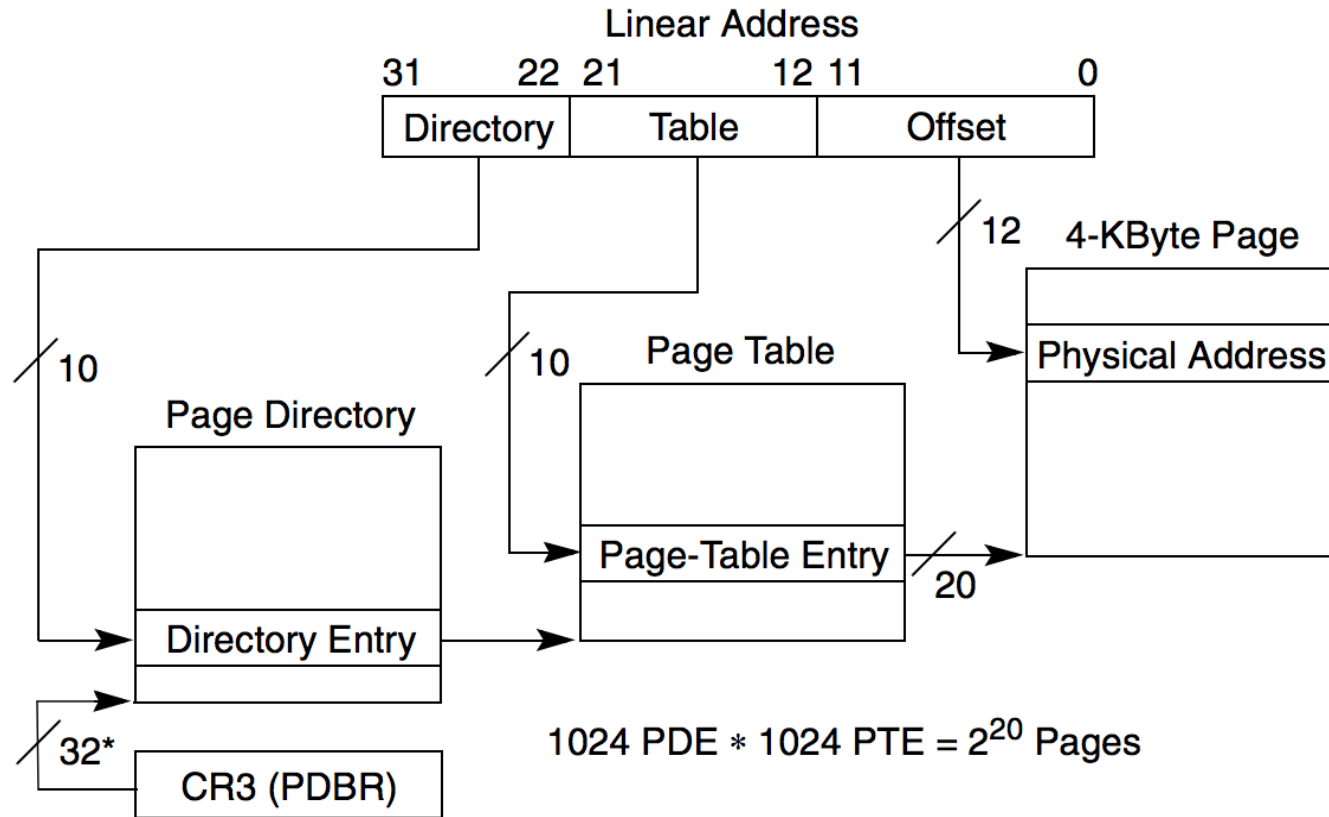 Linear Address
31 22 21 12 11 0
Directory Table Offset
12
4-KByte Page
10
10
Page Table
Physical Address
Page Directory
Page-Table Entry
20
Directory Entry
32*
1024 PDE * 1024 PTE = 2^20 Pages
CR3 (PDBR)